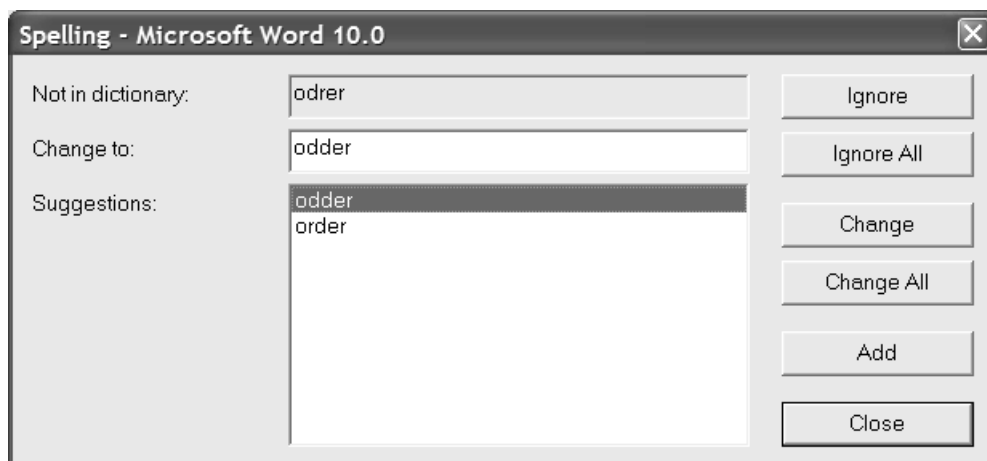 Spelling - Microsoft Word 10.0
Not in dictionary: odrer Ignore
Change to: odder Ignore All
Suggestions: odder
order
Change
Change All
Add
Close